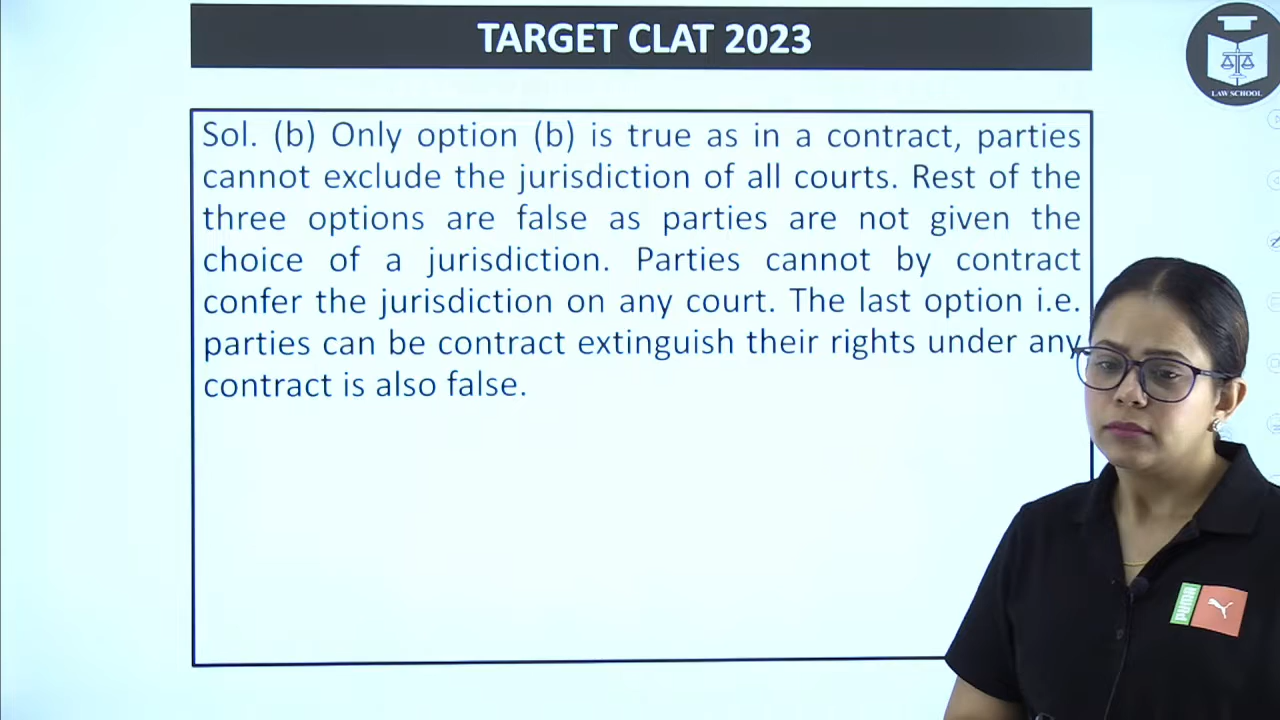 TARGET CLAT 2023
LAW SCHOOL
Sol. (b) Only option (b) is true as in a contract, parties
cannot exclude the jurisdiction of all courts. Rest of the
three options are false as parties are not given the
choice of a jurisdiction. Parties cannot by contract
confer the jurisdiction on any court. The last option i.e.
parties can be contract extinguish their rights under any
contract is also false.
PUMA